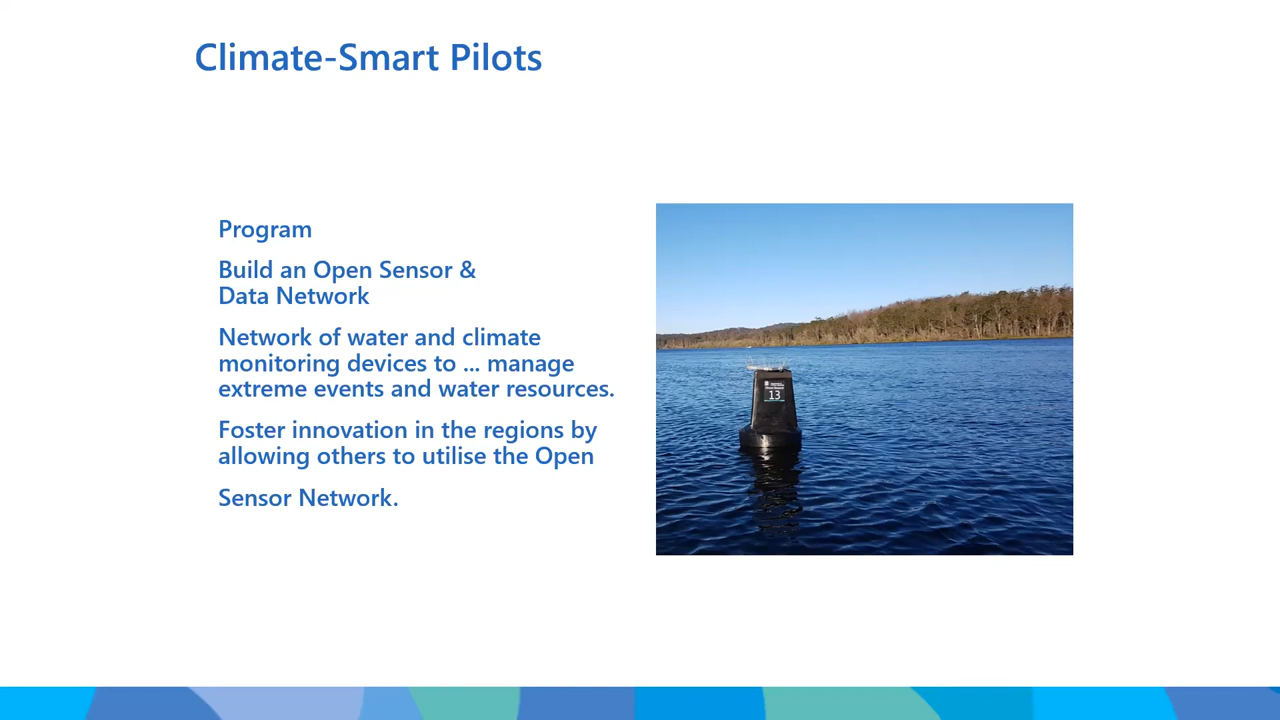 Climate-Smart Pilots
Program
Build an Open Sensor &
Data Network
Network of water and climate
monitoring devices to ... manage
extreme events and water resources.
Foster innovation in the regions by
allowing others to utilise the Open
Sensor Network.
13